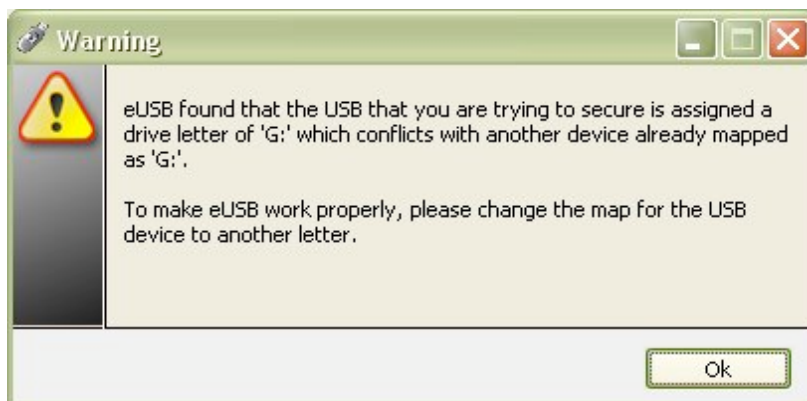 Warning
eUSB found that the USB that you are trying to secure is assigned a
drive letter of 'G:' which conflicts with another device already mapped
as 'G:'.
To make eUSB work properly, please change the map for the USB
device to another letter.
Ok